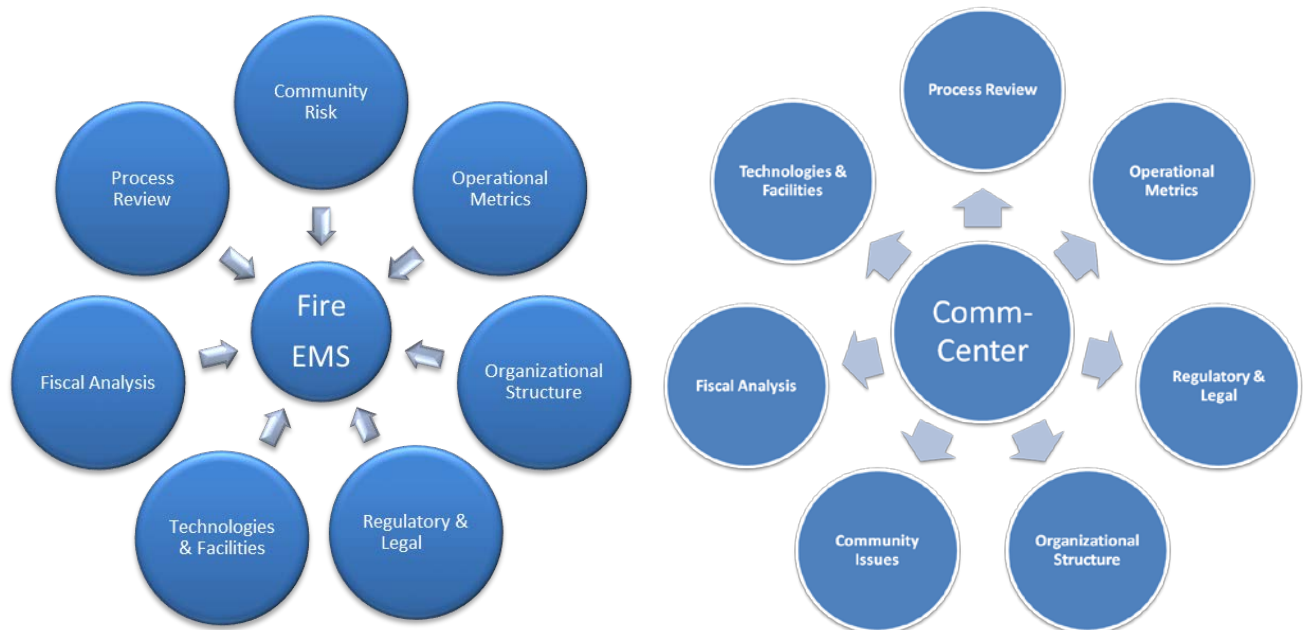 Community
Risk
Operational
Metrics
Organizational
Structure
Regulatory &
Legal
Technologies
& Facilities
Fiscal Analysis
Process
Review
Fire
EMS
Process Review
Operational
Metrics
Regulatory &
Legal
Organizational
Structure
Community
Issues
Fiscal Analysis
Technologies &
Facilities
Comm-
Center